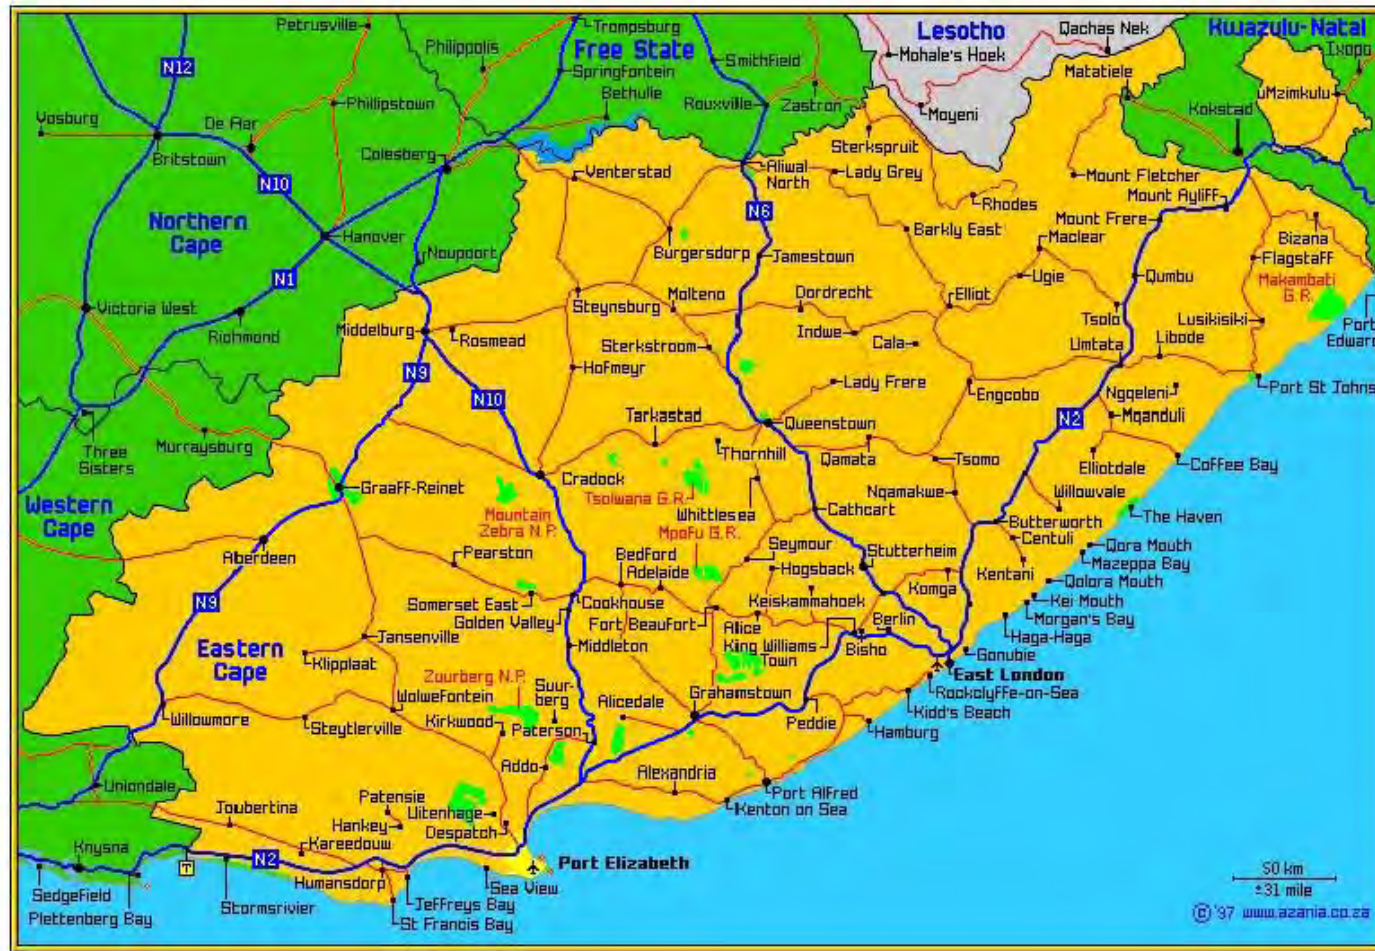 Petrusville
Trompsburg
Qachas Nek
Kwazulu-Natal
Lesotho
Philippolis
Free State
Mohale's Hoek
Ixopo
N12
Smithfield
Springfontein
Matatiele
uMzimkulu
Vosburg
De Aar
Phillipstown
Bethulie
Rouxville
Zastron
Moyeni
Kokstad
Britstown
Colesberg
Sterkspruit
N10
Venterstad
Aliwal
North
Lady Grey
Mount Fletcher
Mount Ayliff
Northern
Cape
Hanover
N6
Rhodes
Mount Frere
Maclear
Barkly East
Bizana
Noupoort
Burgersdorp
Jamestown
Flagstaff
N1
Ugie
Qumbu
Makambati
G.R.
Victoria West
Steynsburg
Molteno
Dordrecht
Elliot
Tsolo
Lusikisiki
Port
Edward
Richmond
Middelburg
Rosmead
Sterkstroom
Indwe
Cala
Umtata
Libode
N9
Hofmeyr
Lady Frere
Engcobo
Ngqeleni
Port St Johns
N10
Tarkastad
Queenstown
N2
Mqanduli
Three
Sisters
Murraysburg
Thornhill
Qamata
Tsomo
Elliotdale
Coffee Bay
Western
Cape
Graaff-Reinet
Cradock
Tsolwana G.R.
Nqamakwe
Willowvale
Mountain
Zebra N.P.
Whittlesea
Cathcart
Butterworth
The Haven
Mpofu G.R.
Centuli
Aberdeen
Pearston
Bedford
Seymour
Stutterheim
Qora Mouth
Adelaide
Hogsback
Kentani
Mazeppa Bay
N9
Somerset East
Cookhouse
Komga
Qolora Mouth
Golden Valley
Fort Beaufort
Keiskammahoek
Kei Mouth
Alice
Berlin
Morgan's Bay
Jansenville
Middleton
King Williams
Town
Bisho
Haga-Haga
Eastern
Cape
Klipplaat
Gonubie
Zuurberg N.P.
East London
Wolwefontein
Suur-
berg
Alicedale
Grahamstown
Rockclyffe-on-Sea
Willowmore
Steytlerville
Kirkwood
Paterson
Peddie
Kidd's Beach
Hamburg
Addo
Alexandria
Uniondale
Port Alfred
Joubertina
Patensie
Uitenhage
Kenton on Sea
Hankey
Despatch
Knysna
Kareedouw
N2
Port Elizabeth
Sedgefield
T
Humansdorp
Sea View
50 km
Plettenberg Bay
Stormsrivier
Jeffreys Bay
±31 mile
St Francis Bay
© '97 www.azania.co.za